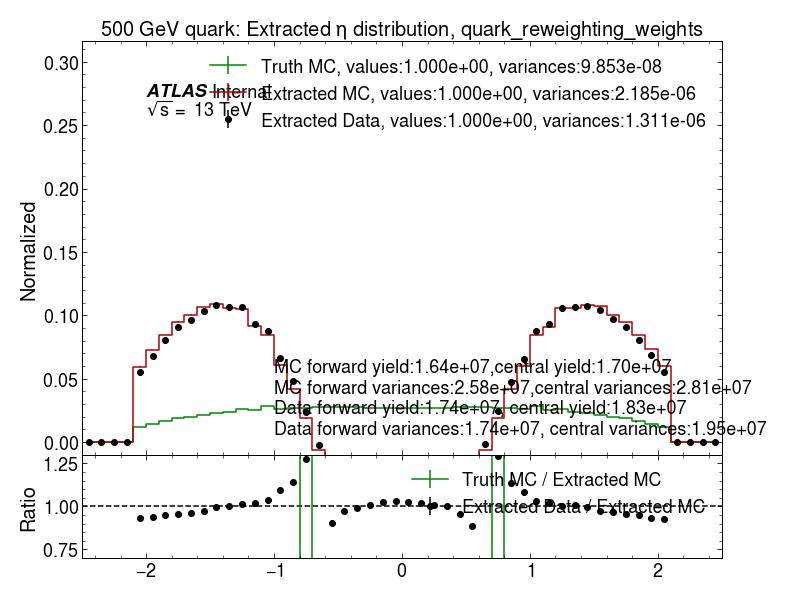 500 GeV quark: Extracted η distribution, quark_reweighting_weights
Truth MC, values:1.000e+00, variances:9.853e-08
ATLAS Internal
Extracted MC, values:1.000e+00, variances:2.185e-06
√s = 13 TeV
Extracted Data, values:1.000e+00, variances:1.311e-06
Normalized
0.30
0.25
0.20
0.15
0.10
0.05
0.00
MC forward yield:1.64e+07,central yield:1.70e+07
MC forward variances:2.58e+07,central variances:2.81e+07
Data forward yield:1.74e+07, central yield:1.83e+07
Data forward variances:1.74e+07, central variances:1.95e+07
Ratio
1.25
1.00
0.75
Truth MC / Extracted MC
Extracted Data / Extracted MC
−2 −1 0 1 2